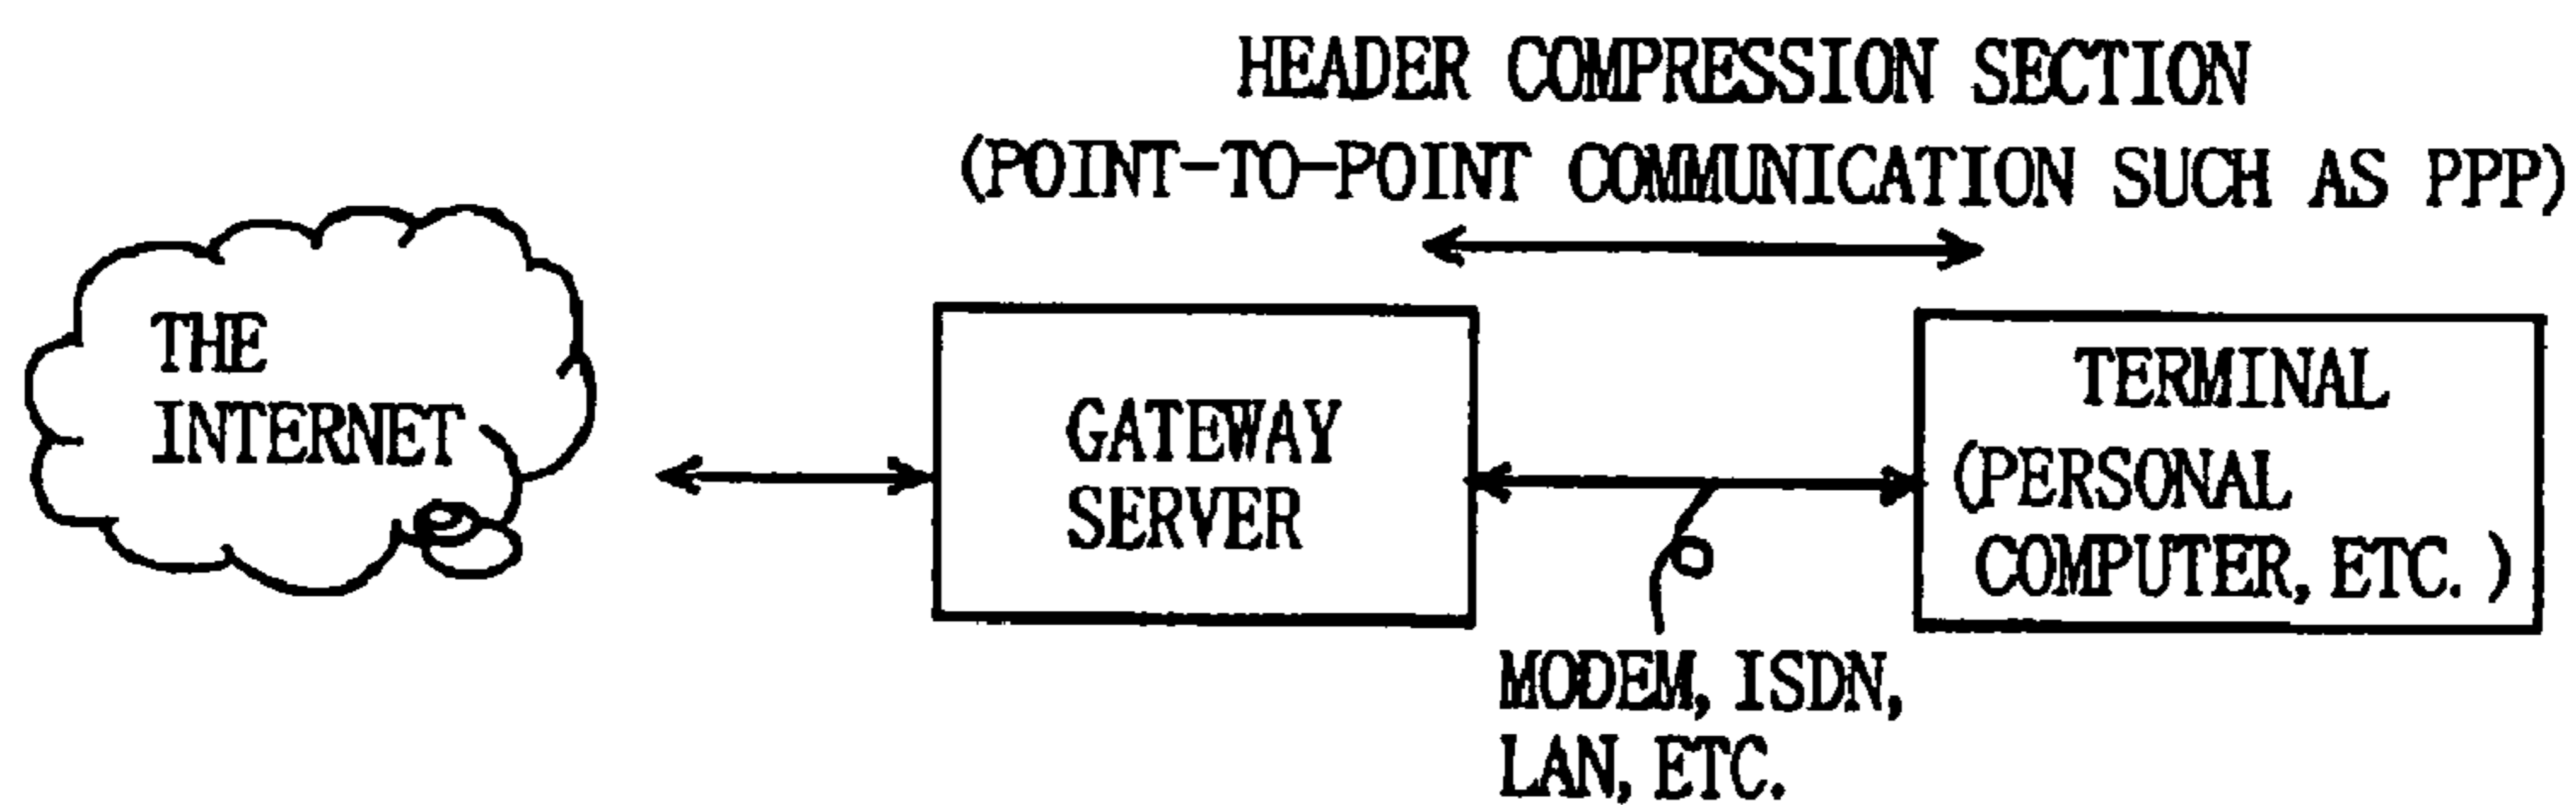 HEADER COMPRESSION SECTION
(POINT-TO-POINT COMMUNICATION SUCH AS PPP)
THE
INTERNET
GATEWAY
SERVER
TERMINAL
(PERSONAL
COMPUTER, ETC. )
MODEM, ISDN,
LAN, ETC.